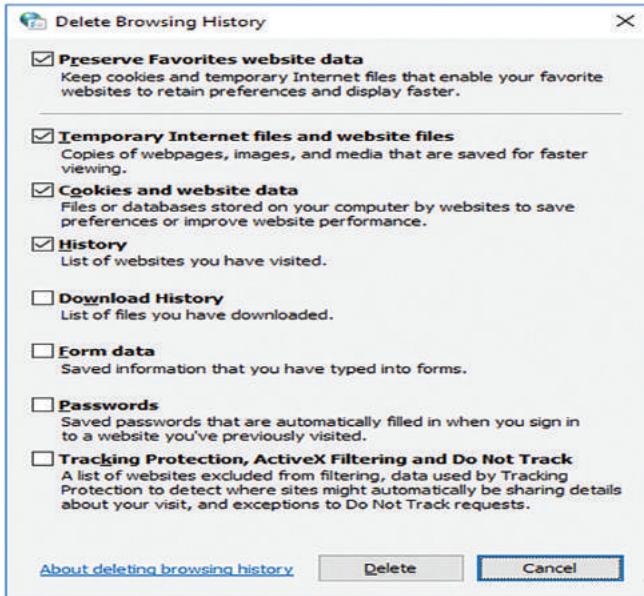 Delete Browsing History
Preserve Favorites website data
Keep cookies and temporary Internet files that enable your favorite
websites to retain preferences and display faster.
Temporary Internet files and website files
Copies of webpages, images, and media that are saved for faster
viewing.
Cookies and website data
Files or databases stored on your computer by websites to save
preferences or improve website performance.
History
List of websites you have visited.
Download History
List of files you have downloaded.
Form data
Saved information that you have typed into forms.
Passwords
Saved passwords that are automatically filled in when you sign in
to a website you've previously visited.
Tracking Protection, ActiveX Filtering and Do Not Track
A list of websites excluded from filtering, data used by Tracking
Protection to detect where sites might automatically be sharing details
about your visit, and exceptions to Do Not Track requests.
About deleting browsing history Delete Cancel